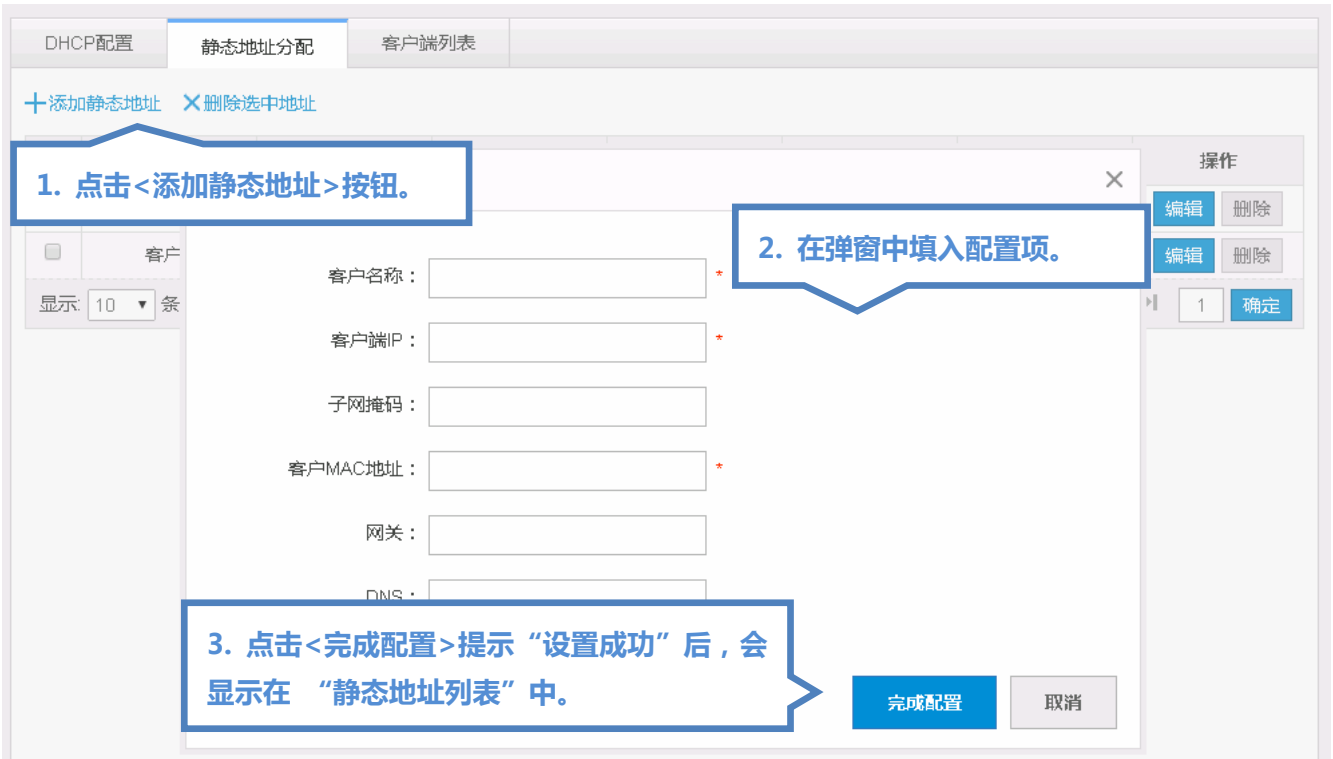 DHCP配置 静态地址分配 客户端列表
添加静态地址 删除选中地址
1. 点击<添加静态地址>按钮。
操作
编辑 删除
2. 在弹窗中填入配置项。
客户
编辑 删除
客户名称： *
显示: 10 条
1 确定
客户端IP： *
子网掩码：
客户MAC地址： *
网关：
DNS：
3. 点击<完成配置>提示“设置成功”后，会
显示在 “静态地址列表”中。
完成配置 取消